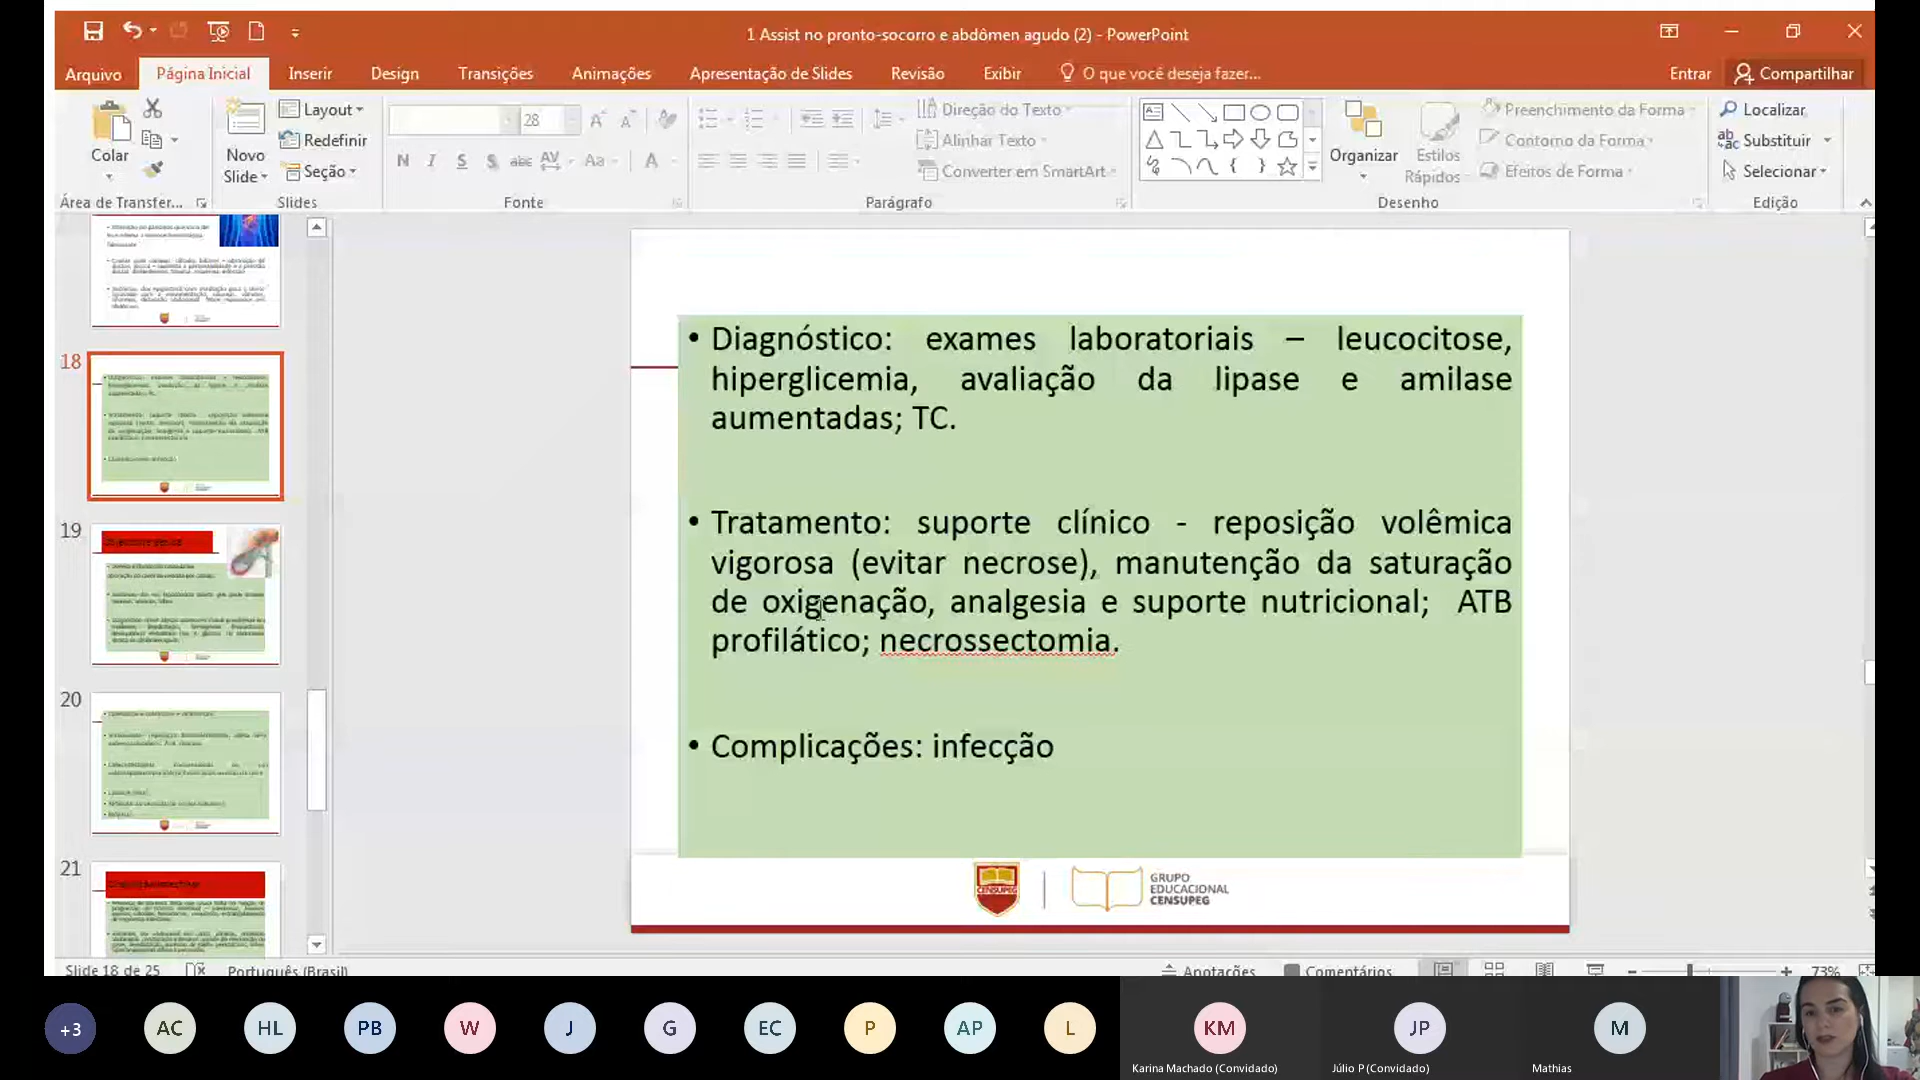 1 Assist no pronto-socorro e abdômen agudo (2) - PowerPoint
Arquivo
Página Inicial
Inserir
Design
Transições
Animações
Apresentação de Slides
Revisão
Exibir
O que você deseja fazer...
Entrar
Compartilhar
Colar
Novo
Slide
Layout
Redefinir
Seção
28
N I S S abc AV Aa A
Direção do Texto
Alinhar Texto
Converter em SmartArt
Organizar
Estilos
Rápidos
Preenchimento da Forma
Contorno da Forma
Efeitos de Forma
Localizar
Substituir
Selecionar
Área de Transfer...
Slides
Fonte
Parágrafo
Desenho
Edição
18
19
20
21
• Diagnóstico: exames laboratoriais – leucocitose,
hiperglicemia, avaliação da lipase e amilase
aumentadas; TC.
• Tratamento: suporte clínico - reposição volêmica
vigorosa (evitar necrose), manutenção da saturação
de oxigenação, analgesia e suporte nutricional; ATB
profilático; necrossectomia.
• Complicações: infecção
CENSUPEG
GRUPO
EDUCACIONAL
CENSUPEG
Slide 18 de 25
Português (Brasil)
Anotações
Comentários
73%
+3
AC
HL
PB
W
J
G
EC
P
AP
L
KM
JP
M
Karina Machado (Convidado)
Júlio P (Convidado)
Mathias